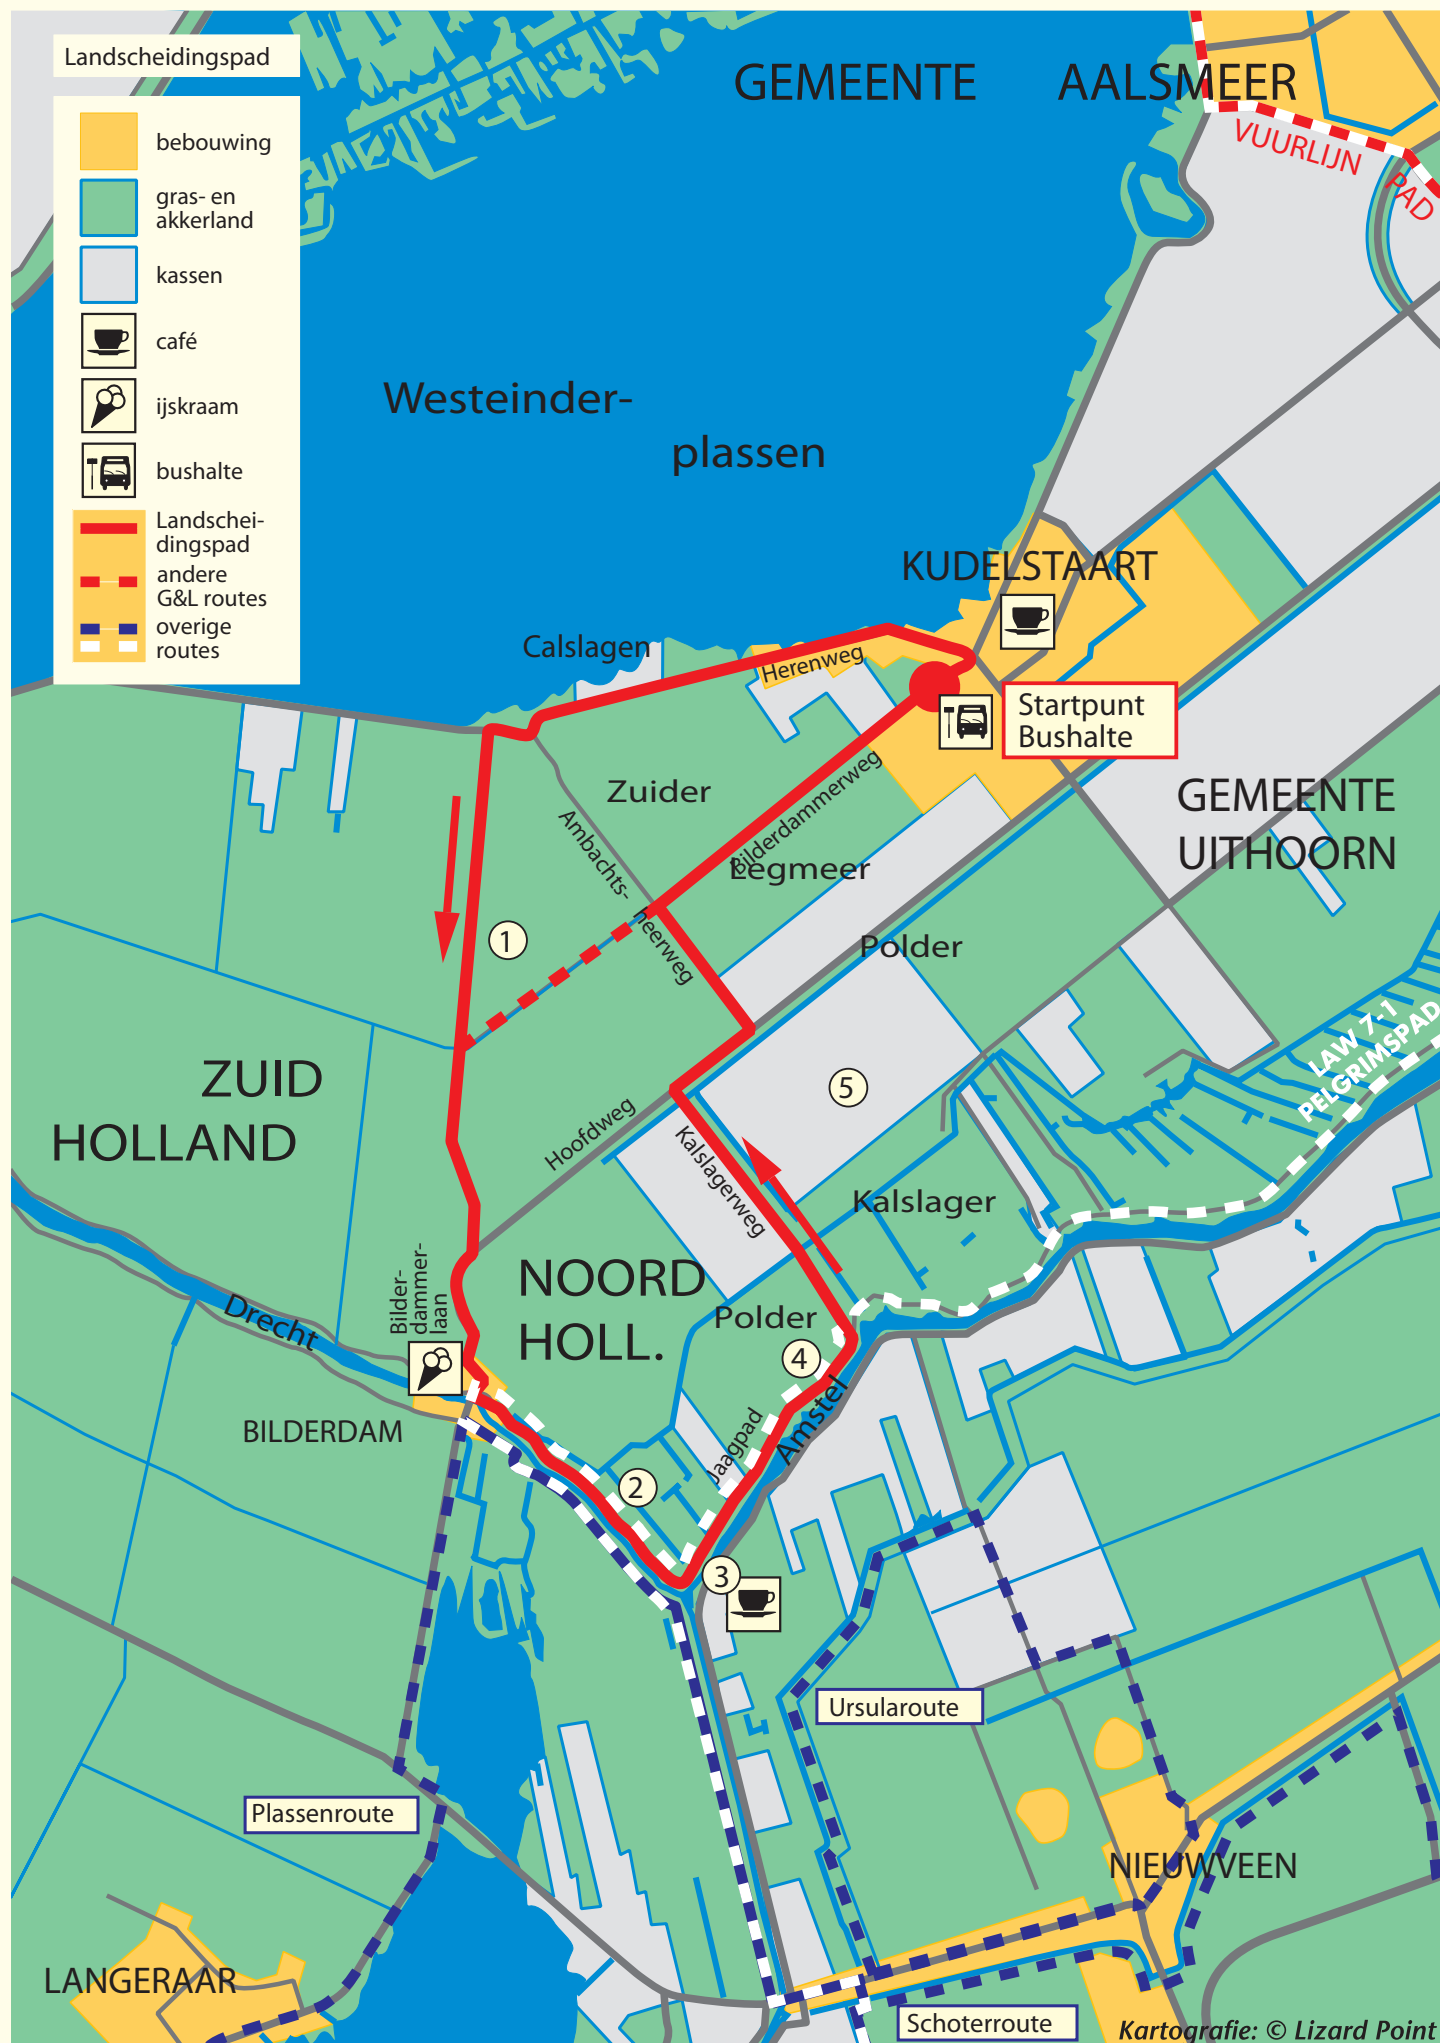 Landscheidingspad
bebouwing
gras- en
akkerland
kassen
café
ijskraam
bushalte
Landschei-
dingspad
andere
G&L routes
overige
routes
GEMEENTE AALSMEER
VUURLIJN
PAD
Westeinder-
plassen
KUDELSTAART
Calslagen
Herenweg
Startpunt
Bushalte
Zuider
Bilderdammerweg
Legmeer
Polder
GEMEENTE
UITHOORN
Ambachts-
heerweg
1
5
LAW 7-1
PELGRIMSPAD
ZUID
HOLLAND
Hoofdweg
Kalslagerweg
Kalslager
Polder
NOORD
HOLL.
Bilder-
dammer-
laan
Drecht
4
BILDERDAM
Jaagpad
Amstel
2
3
Ursularoute
Plassenroute
NIEUWVEEN
LANGERAAR
Schoterroute
Kartografie: © Lizard Point